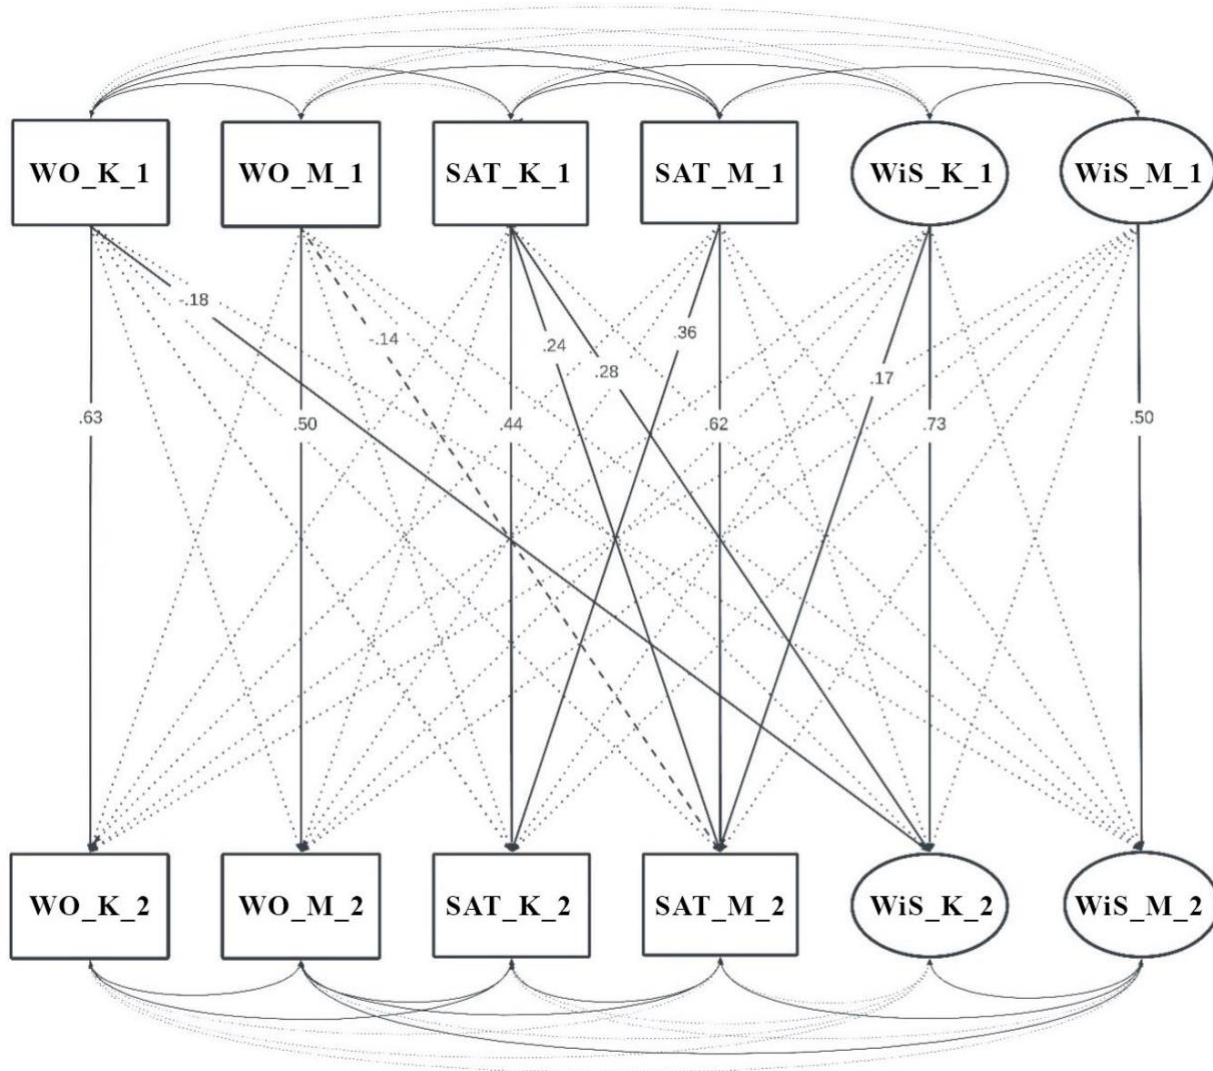 WO_K_1 WO_M_1 SAT_K_1 SAT_M_1 WiS_K_1 WiS_M_1
-.18
-.14 .24 .28 .36 .17
.63 .50 .44 .62 .73 .50
WO_K_2 WO_M_2 SAT_K_2 SAT_M_2 WiS_K_2 WiS_M_2